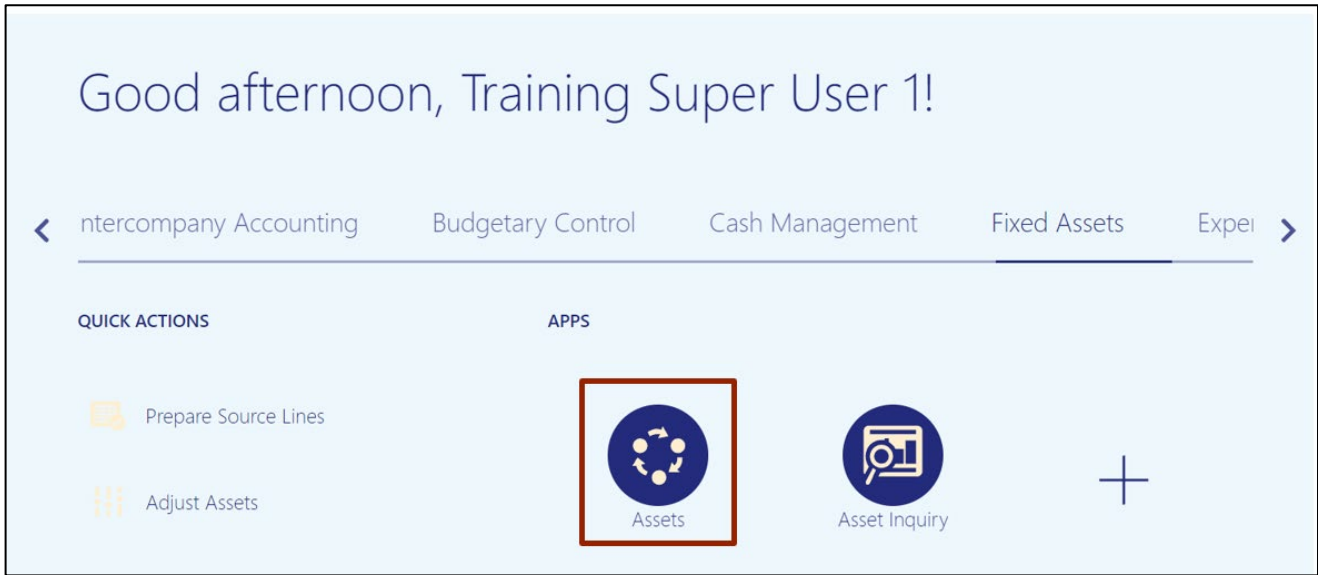 Good afternoon, Training Super User 1!
ntercompany Accounting Budgetary Control Cash Management Fixed Assets Exper
QUICK ACTIONS APPS
Prepare Source Lines
Adjust Assets
Assets Asset Inquiry